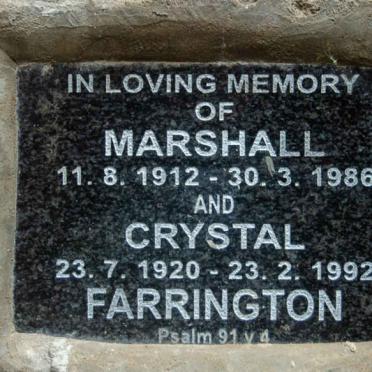 IN LOVING MEMORY
OF
MARSHALL
11. 8. 1912 - 30. 3. 1986
AND
CRYSTAL
23. 7. 1920 - 23. 2. 1992
FARRINGTON
Psalm 91 v 4